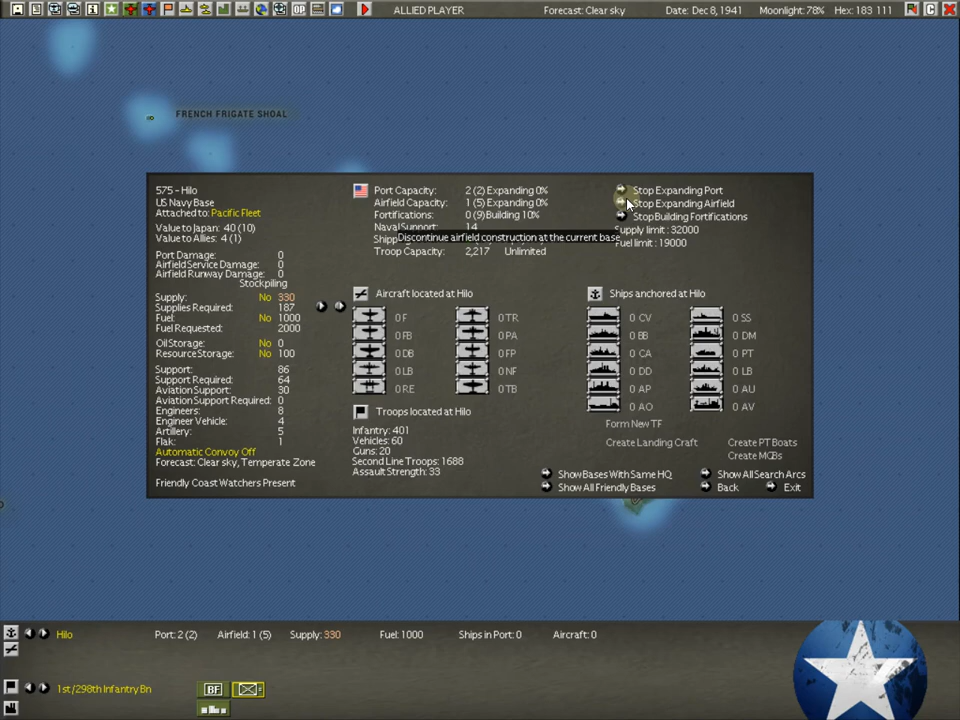 OP
ALLIED PLAYER
Forecast: Clear sky
Date: Dec 8, 1941
Moonlight: 78%
Hex: 183 111
C
FRENCH FRIGATE SHOAL
575 - Hilo
US Navy Base
Attached to: Pacific Fleet
Value to Japan: 40 (10)
Value to Allies: 4 (1)
Port Damage: 0
Airfield Service Damage: 0
Airfield Runway Damage: 0
Stockpiling
Supply: No 330
Supplies Required: 187
Fuel: No 1000
Fuel Requested: 2000
Oil Storage: No 0
Resource Storage: No 100
Support: 86
Support Required: 64
Aviation Support: 30
Aviation Support Required: 0
Engineers: 8
Engineer Vehicle: 4
Artillery: 5
Flak: 1
Automatic Convoy Off
Forecast: Clear sky, Temperate Zone
Friendly Coast Watchers Present
Port Capacity: 2 (2) Expanding 0%
Airfield Capacity: 1 (5) Expanding 0%
Fortifications: 0 (9) Building 10%
Naval Support: 14
Shipp
Troop Capacity: 2,217 Unlimited
Discontinue airfield construction at the current base
Stop Expanding Port
Stop Expanding Airfield
Stop Building Fortifications
Supply limit : 32000
Fuel limit : 19000
Aircraft located at Hilo
0 F 0 TR
0 FB 0 PA
0 DB 0 FP
0 LB 0 NF
0 RE 0 TB
Troops located at Hilo
Infantry: 401
Vehicles: 60
Guns: 20
Second Line Troops: 1688
Assault Strength: 33
Ships anchored at Hilo
0 CV 0 SS
0 BB 0 DM
0 CA 0 PT
0 DD 0 LB
0 AP 0 AU
0 AO 0 AV
Form New TF
Create Landing Craft
Create PT Boats
Create MGBs
Show Bases With Same HQ
Show All Search Arcs
Show All Friendly Bases
Back
Exit
Hilo
Port: 2 (2)
Airfield: 1 (5)
Supply: 330
Fuel: 1000
Ships in Port: 0
Aircraft: 0
1st/298th Infantry Bn
BF